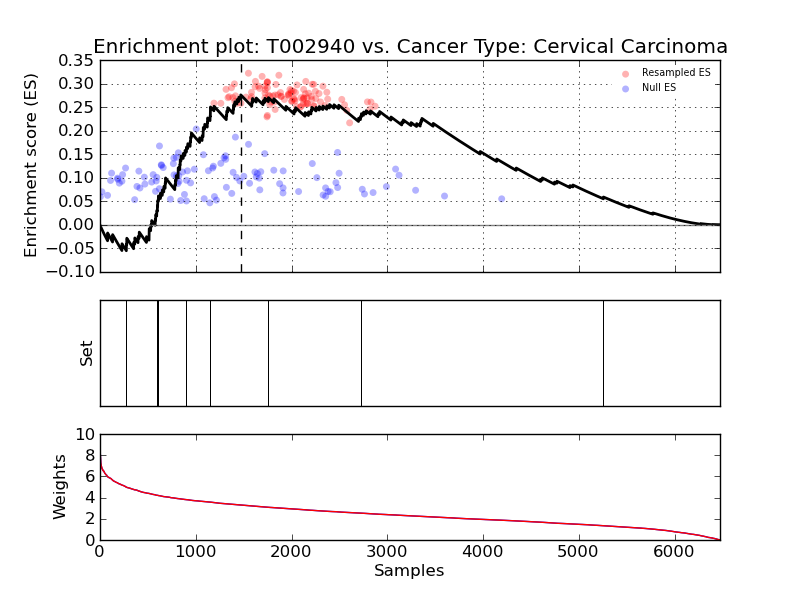 Enrichment plot: T002940 vs. Cancer Type: Cervical Carcinoma
Enrichment score (ES)
0.35
0.30
0.25
0.20
0.15
0.10
0.05
0.00
−0.05
−0.10
Resampled ES
Null ES
Set
Weights
10
8
6
4
2
0
0 1000 2000 3000 4000 5000 6000
Samples